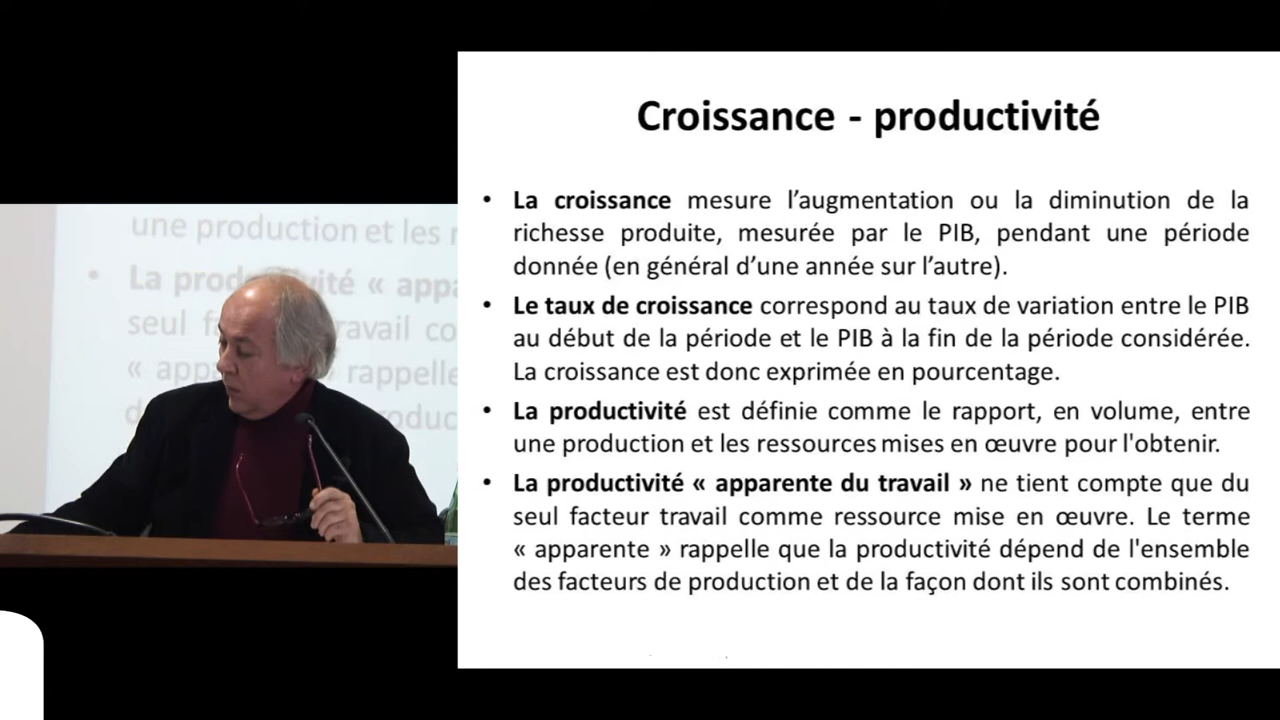 Croissance - productivité
• La croissance mesure l’augmentation ou la diminution de la
richesse produite, mesurée par le PIB, pendant une période
donnée (en général d’une année sur l’autre).
• Le taux de croissance correspond au taux de variation entre le PIB
au début de la période et le PIB à la fin de la période considérée.
La croissance est donc exprimée en pourcentage.
• La productivité est définie comme le rapport, en volume, entre
une production et les ressources mises en œuvre pour l'obtenir.
• La productivité « apparente du travail » ne tient compte que du
seul facteur travail comme ressource mise en œuvre. Le terme
« apparente » rappelle que la productivité dépend de l'ensemble
des facteurs de production et de la façon dont ils sont combinés.
une production et les
• La productivité « app
seul travail co
« app rappelle